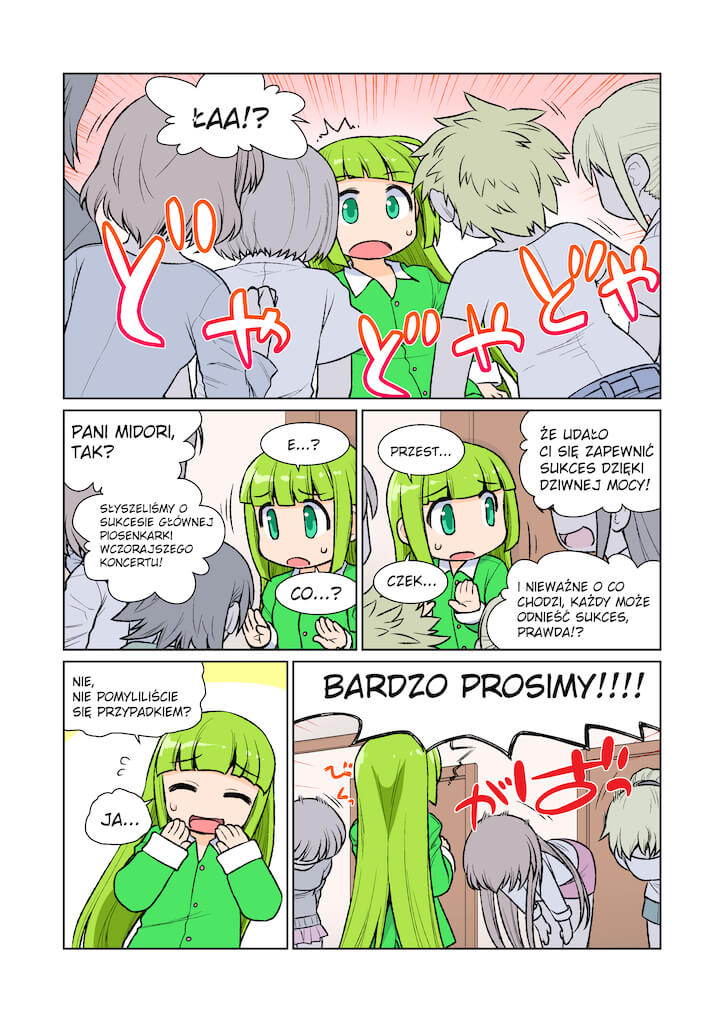 ŁAA!?
どやどやどや
PANI MIDORI,
TAK?
SŁYSZELIŚMY O
SUKCESIE GŁÓWNEJ
PIOSENKARKI
WCZORAJSZEGO
KONCERTU!
E...?
CO...?
PRZEST...
CZEK...
ŻE UDAŁO
CI SIĘ ZAPEWNIĆ
SUKCES DZIĘKI
DZIWNEJ MOCY!
I NIEWAŻNE O CO
CHODZI, KAŻDY MOŻE
ODNIEŚĆ SUKCES,
PRAWDA!?
NIE,
NIE POMYLILIŚCIE
SIĘ PRZYPADKIEM?
JA...
BARDZO PROSIMY!!!!
びくっ
がばっ